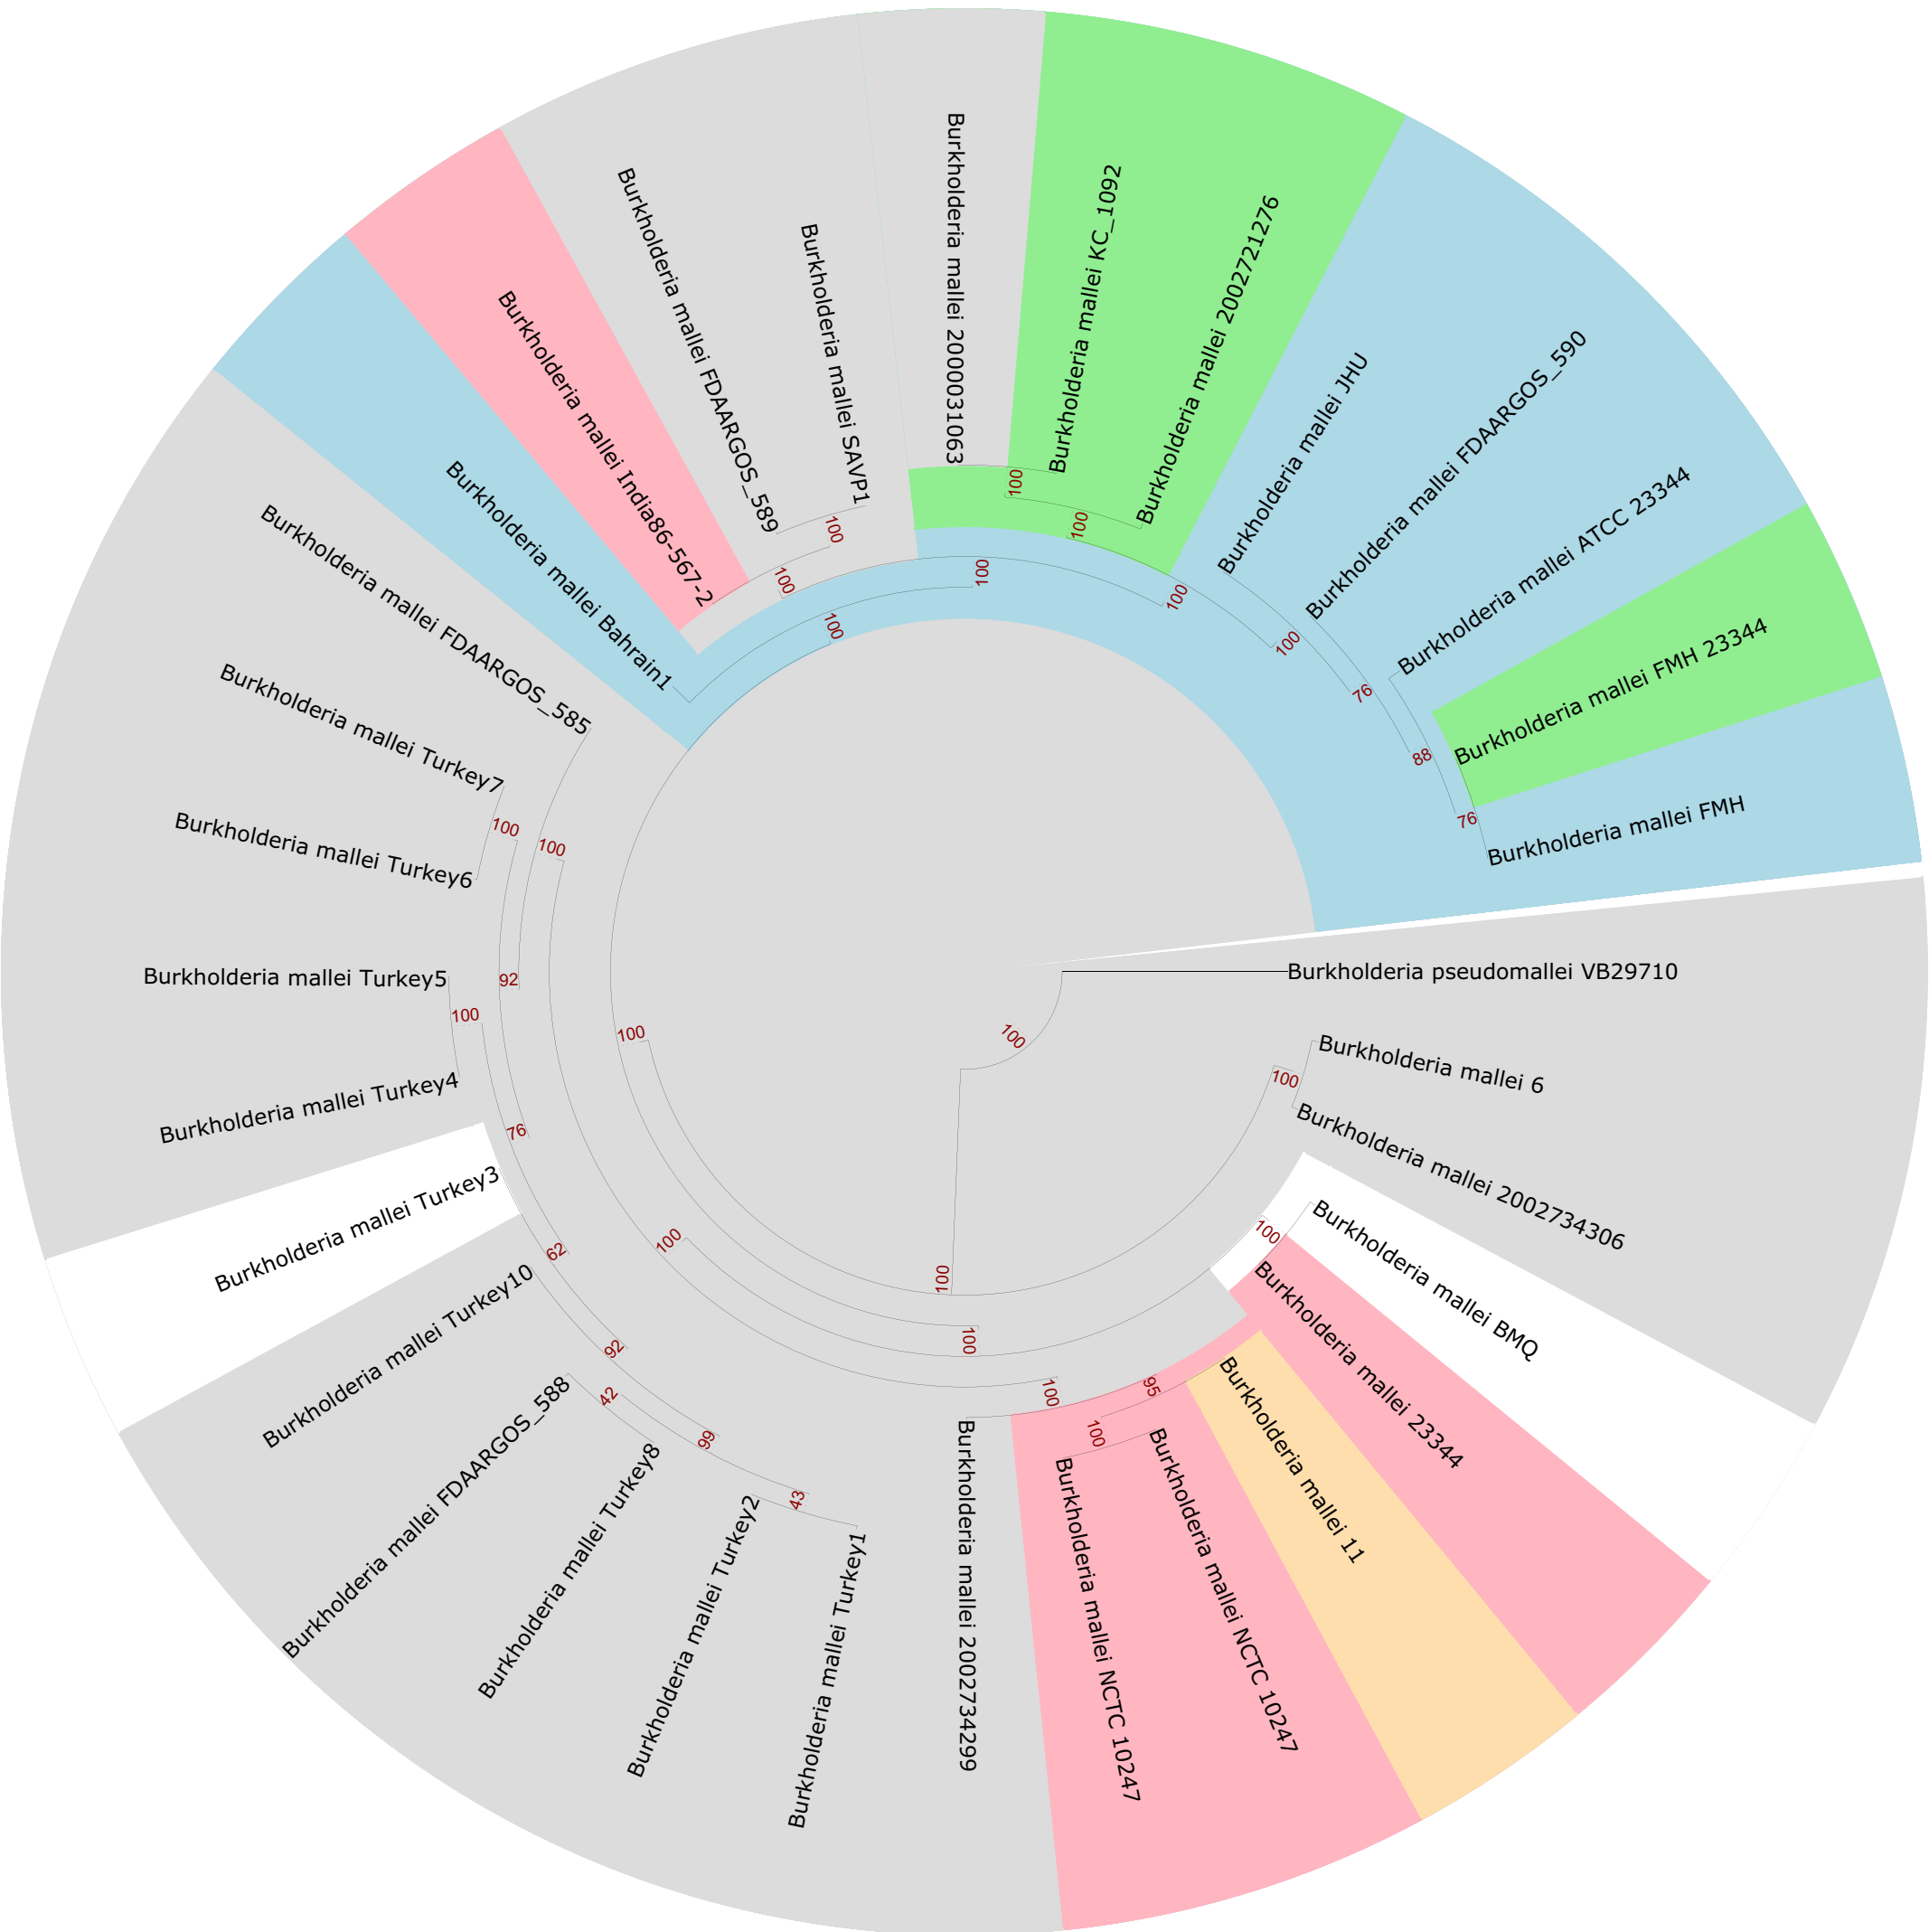 Burkholderia mallei 2000031063
Burkholderia mallei KC_1092
Burkholderia mallei 2002721276
Burkholderia mallei JHU
Burkholderia mallei FDAARGOS_590
Burkholderia mallei ATCC 23344
Burkholderia mallei FMH 23344
Burkholderia mallei FMH
Burkholderia pseudomallei VB29710
Burkholderia mallei 6
Burkholderia mallei 2002734306
Burkholderia mallei BMQ
Burkholderia mallei 23344
Burkholderia mallei 11
Burkholderia mallei NCTC 10247
Burkholderia mallei NCTC 10247
Burkholderia mallei 2002734299
Burkholderia mallei Turkey1
Burkholderia mallei Turkey2
Burkholderia mallei Turkey8
Burkholderia mallei FDAARGOS_588
Burkholderia mallei Turkey10
Burkholderia mallei Turkey3
Burkholderia mallei Turkey4
Burkholderia mallei Turkey5
Burkholderia mallei Turkey6
Burkholderia mallei Turkey7
Burkholderia mallei FDAARGOS_585
Burkholderia mallei Bahrain1
Burkholderia mallei India86-567-2
Burkholderia mallei FDAARGOS_589
Burkholderia mallei SAVP1
100
100
100
100
100
100
100
100
76
88
76
100
100
100
100
95
100
100
100
100
100
100
100
92
100
100
76
62
92
42
99
43